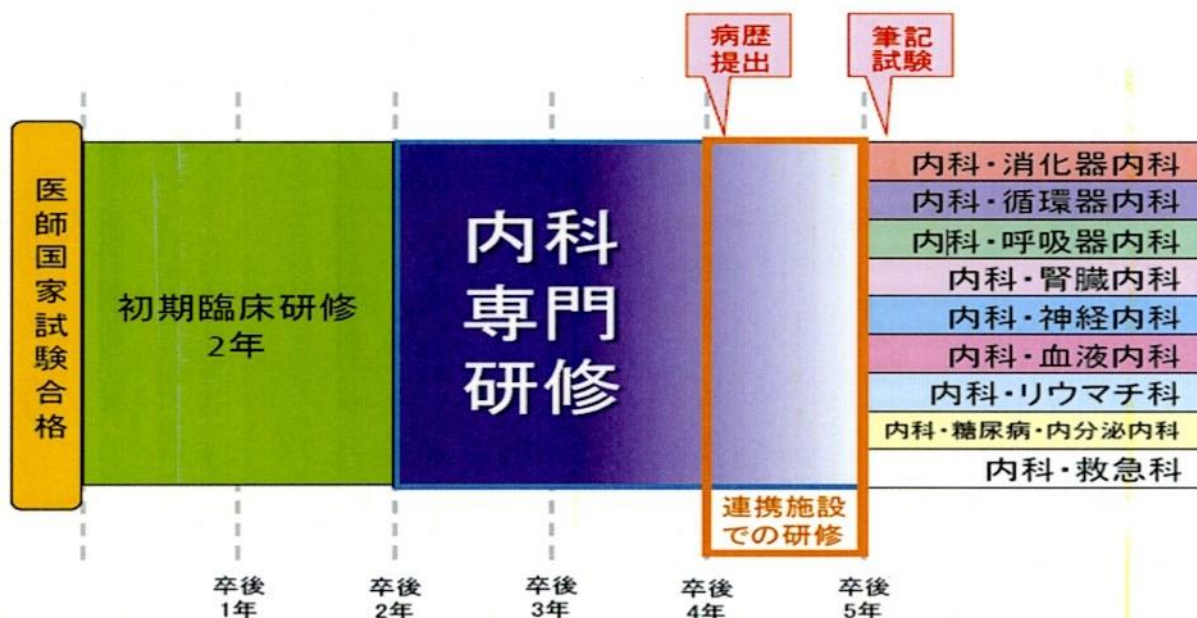 病歴
提出
筆記
試験
医師国家試験合格
初期臨床研修
2年
内科
専門
研修
内科・消化器内科
内科・循環器内科
内科・呼吸器内科
内科・腎臓内科
内科・神経内科
内科・血液内科
内科・リウマチ科
内科・糖尿病・内分泌内科
内科・救急科
連携施設
での研修
卒後
1年
卒後
2年
卒後
3年
卒後
4年
卒後
5年